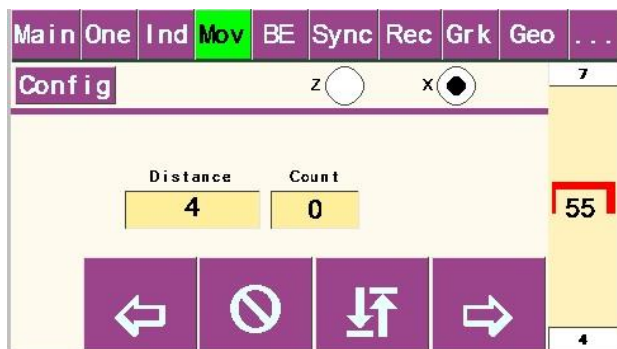 Main One Ind Mov BE Sync Rec Grk Geo ...
Config Z X 7
Distance Count
4 0 55
4